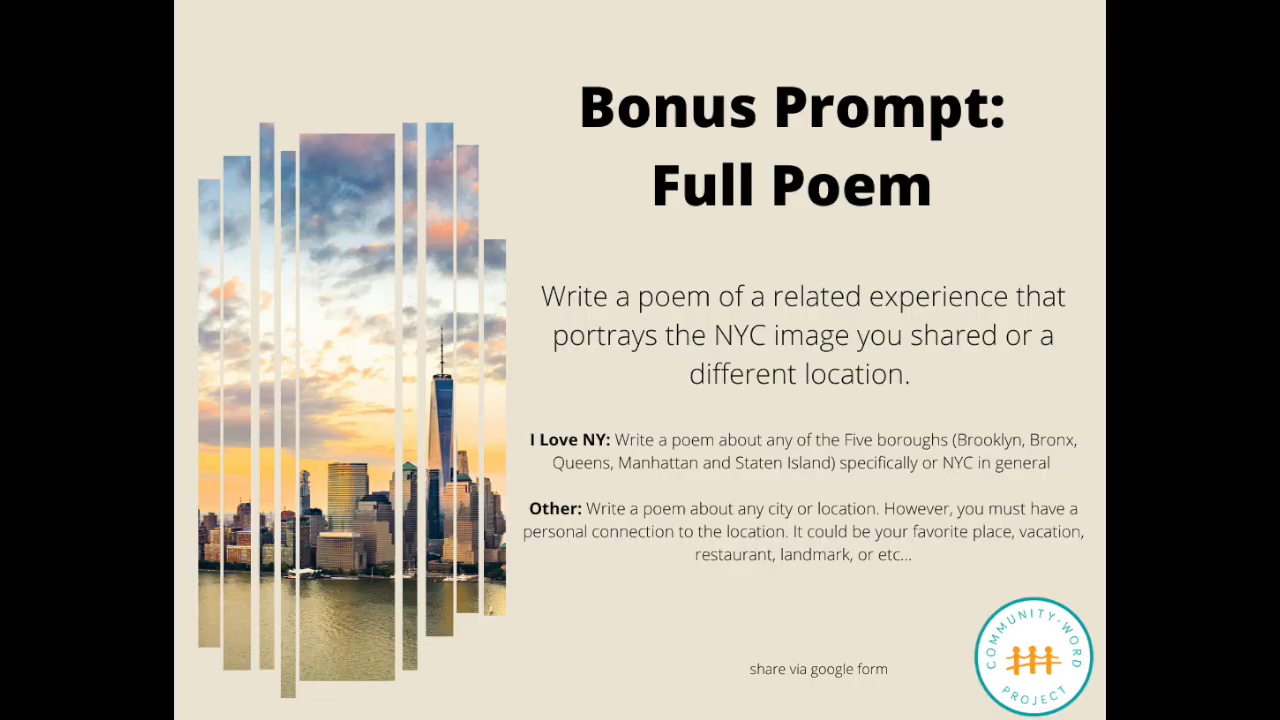 Bonus Prompt:
Full Poem
Write a poem of a related experience that
portrays the NYC image you shared or a
different location.
I Love NY: Write a poem about any of the Five boroughs (Brooklyn, Bronx,
Queens, Manhattan and Staten Island) specifically or NYC in general
Other: Write a poem about any city or location. However, you must have a
personal connection to the location. It could be your favorite place, vacation,
restaurant, landmark, or etc...
share via google form
COMMUNITY-WORD
PROJECT